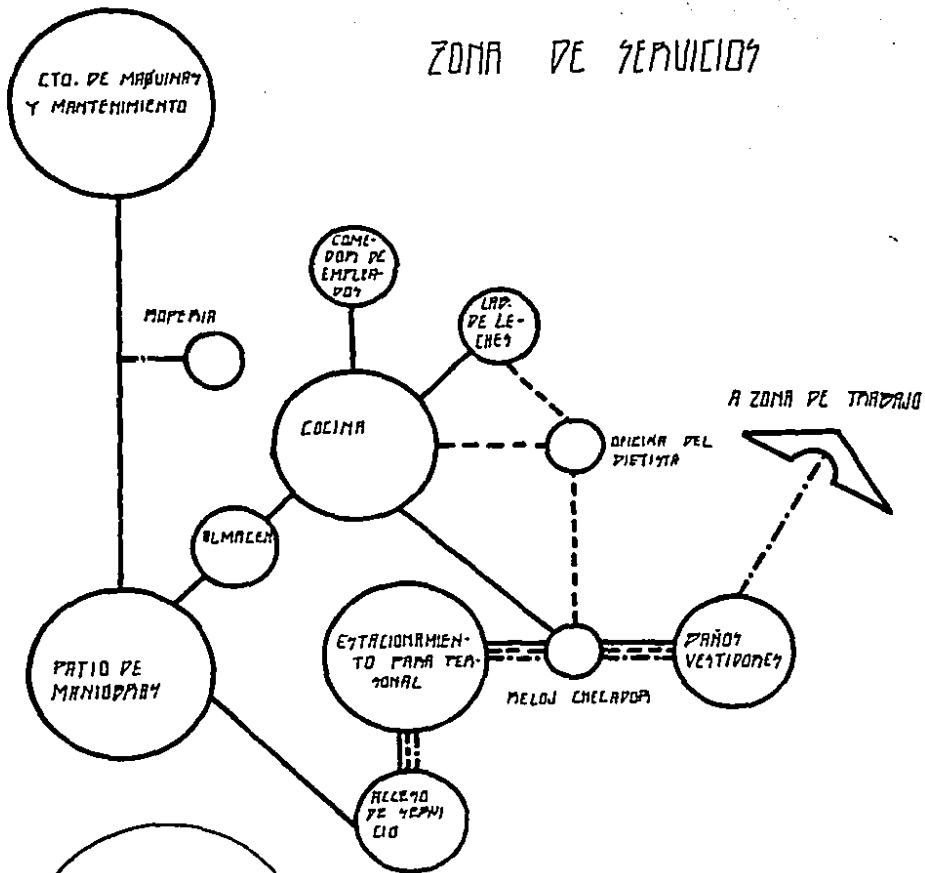 ZONA DE SERVICIOS
CTO. DE MAQUINAS
Y MANTENIMIENTO
COME-
DOR DE
EMPLEA-
DOS
LAB.
DE LE-
CHES
ROPERIA
A ZONA DE TRABAJO
COCINA
OFICINA DEL
DIETISTA
ALMACEN
ESTACIONAMIEN-
TO PARA PER-
SONAL
BAÑOS
VESTIDORES
PATIO DE
MANIOBRAS
RELOJ CHECADOR
ACCESO
DE SERVI
CIO